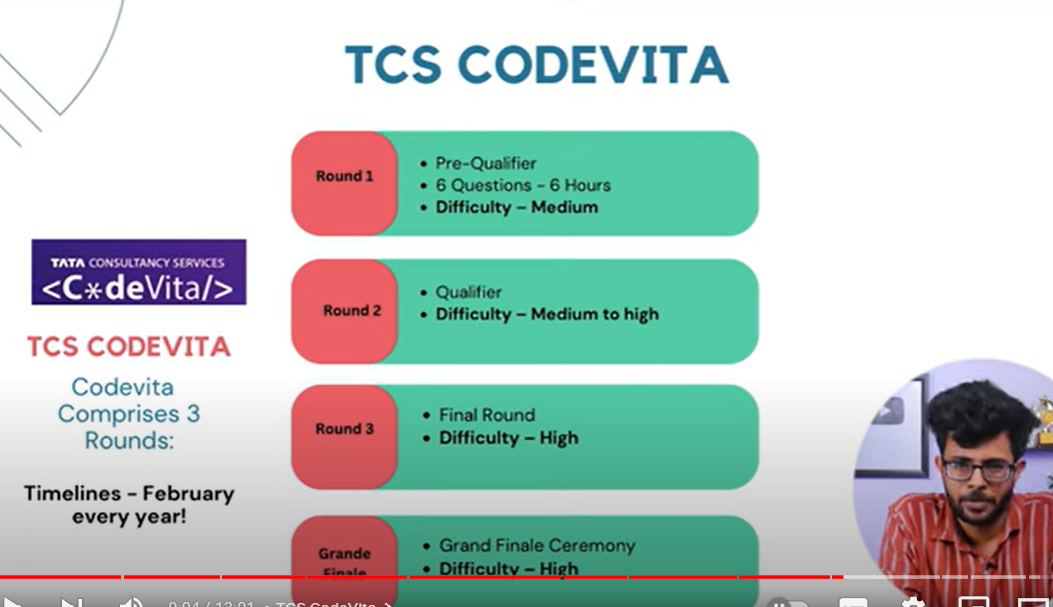 TCS CODEVITA
Round 1
• Pre-Qualifier
• 6 Questions - 6 Hours
• Difficulty – Medium
TATA CONSULTANCY SERVICES
<C*deVita/>
Round 2
• Qualifier
• Difficulty – Medium to high
TCS CODEVITA
Codevita
Comprises 3
Rounds:
Round 3
• Final Round
• Difficulty – High
Timelines - February
every year!
Grande
Finale
• Grand Finale Ceremony
• Difficulty – High
9:04 / 13:01 • TCS CodeVita >